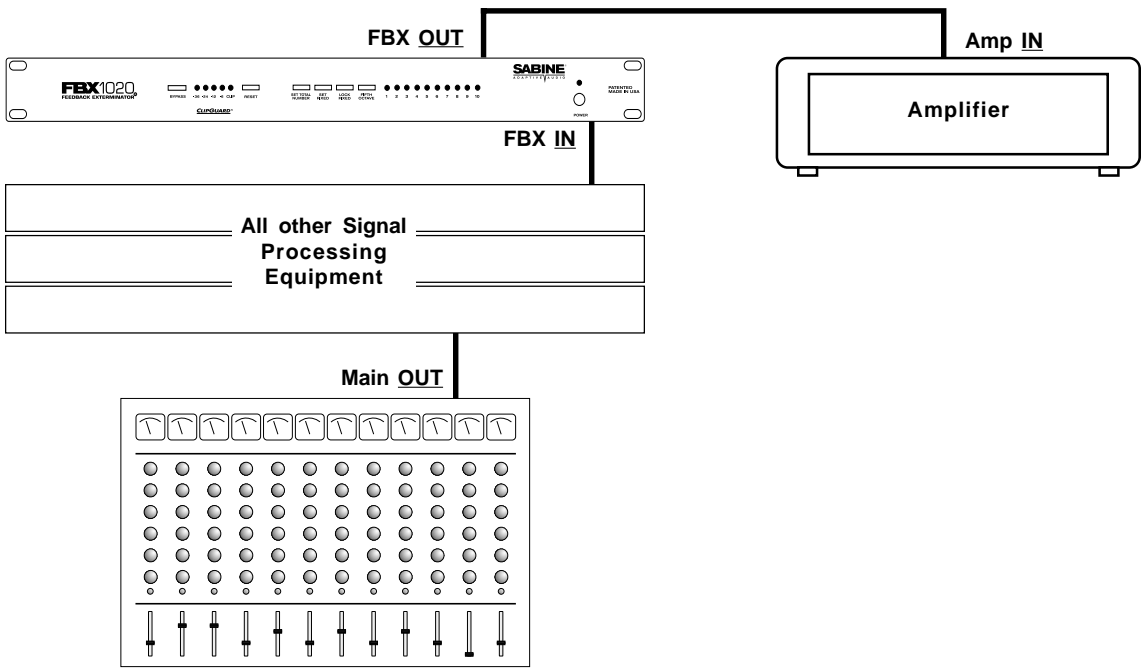 FBX OUT
Amp IN
FBX1020
FEEDBACK EXTERMINATOR
BYPASS
CLIP
RESET
CLIPGUARD
SET TOTAL NUMBER
SET FIXED
LOCK FIXED
FIFTH OCTAVE
1 2 3 4 5 6 7 8 9 10
SABINE
ADAPTIVE AUDIO
POWER
PATENTED
MADE IN USA
Amplifier
FBX IN
All other Signal
Processing
Equipment
Main OUT